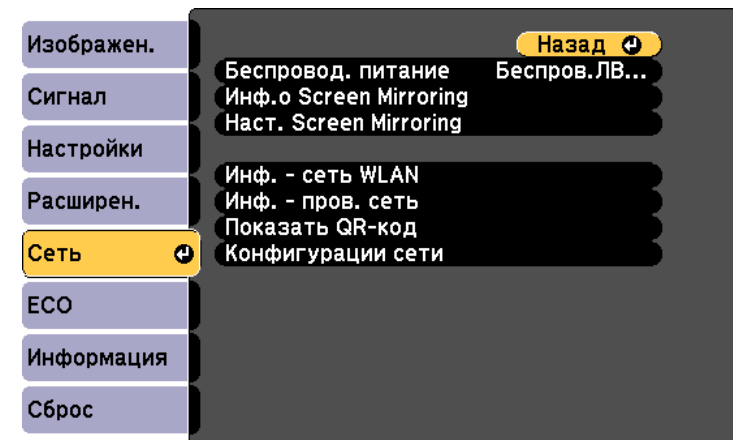 Изображен.
Сигнал
Настройки
Расширен.
Сеть
ECO
Информация
Сброс
Назад
Беспровод. питание Беспров.ЛВ...
Инф.о Screen Mirroring
Наст. Screen Mirroring
Инф. - сеть WLAN
Инф. - пров. сеть
Показать QR-код
Конфигурации сети